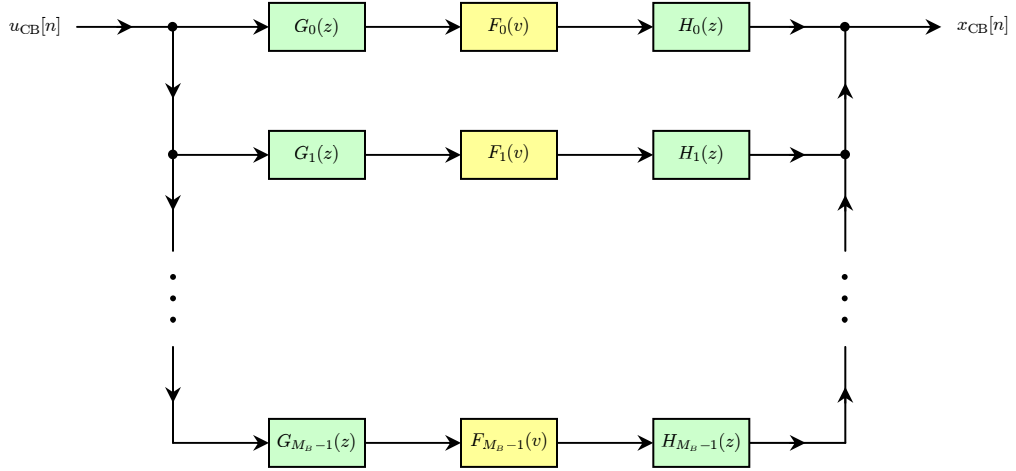 u_CB[n] G_0(z) F_0(v) H_0(z) x_CB[n]
G_1(z) F_1(v) H_1(z)
G_{M_B−1}(z) F_{M_B−1}(v) H_{M_B−1}(z)